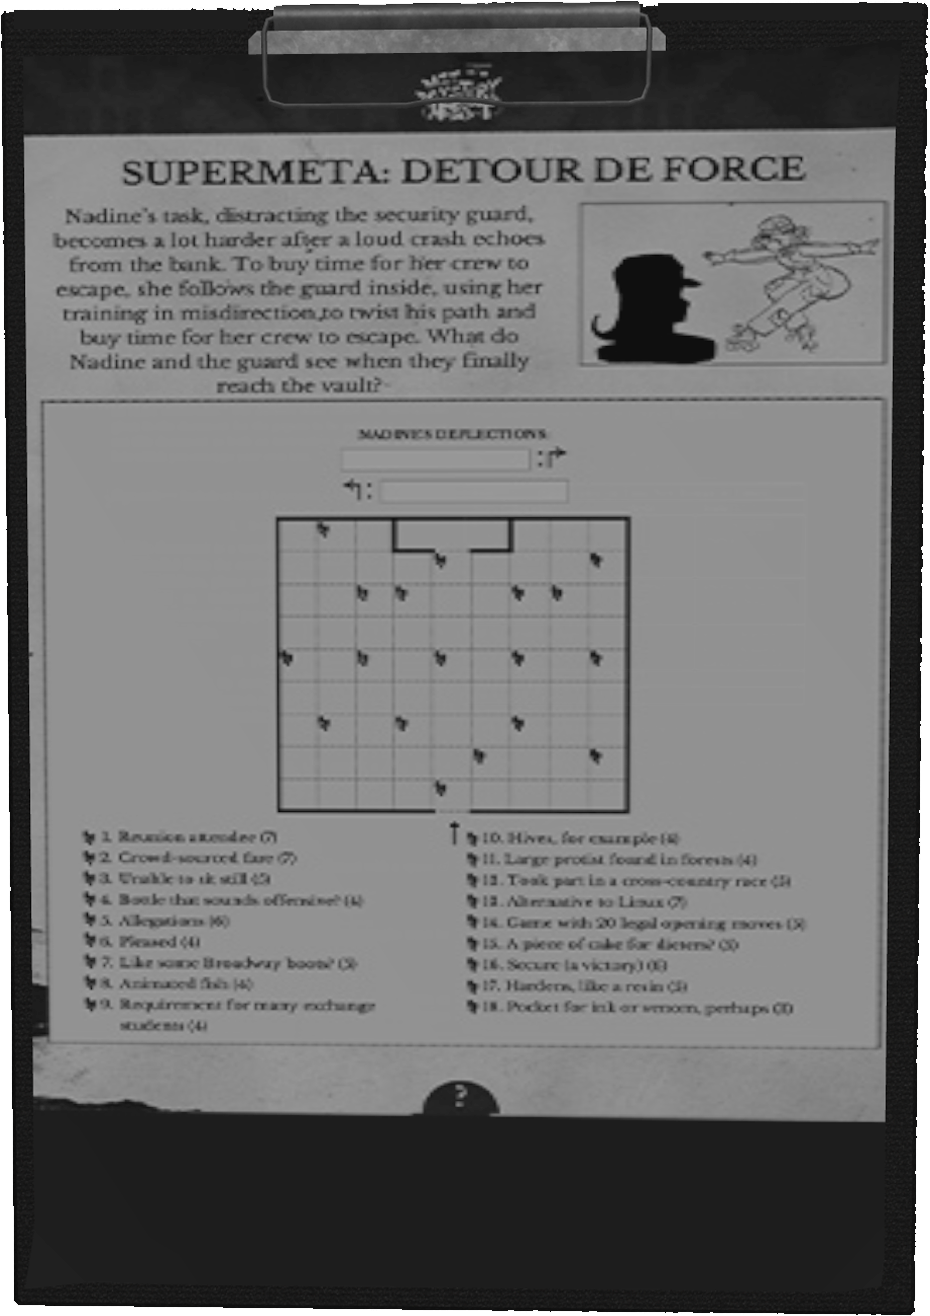 SUPERMETA: DETOUR DE FORCE
Nadine's task, distracting the security guard,
becomes a lot harder after a loud crash echoes
from the bank. To buy time for her crew to
escape, she follows the guard inside, using her
training in misdirection to twist his path and
buy time for her crew to escape. What do
Nadine and the guard see when they finally
reach the vault?
NADINE'S DEFLECTIONS:
1. Reunion attendee (7)
2. Crowd-sourced fare (7)
3. Unable to sit still (5)
4. Bottle that sounds offensive? (4)
5. Allegations (6)
6. Pleased (4)
7. Like some Broadway boots? (5)
8. Animated fish (4)
9. Requirement for many exchange
students (4)
10. Hives, for example (4)
11. Large protist found in forests (4)
12. Took part in a cross-country race (5)
13. Alternative to Linux (7)
14. Game with 20 legal opening moves (5)
15. A piece of cake for dieters? (5)
16. Secure (a victory) (6)
17. Hardens, like a resin (5)
18. Pocket for ink or venom, perhaps (3)
?